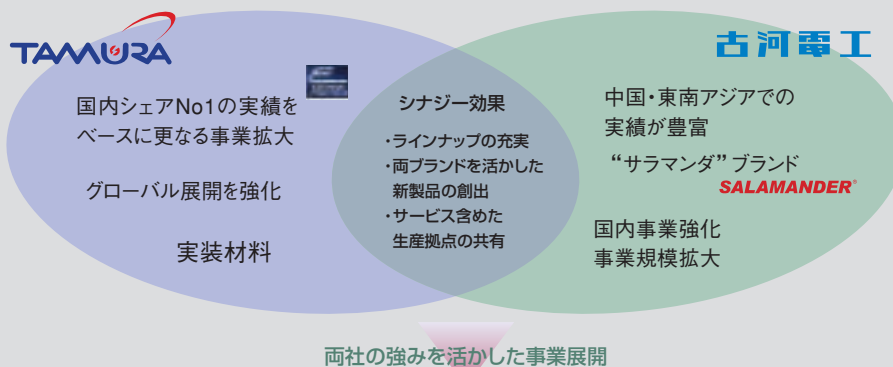 TAMURA
国内シェアNo1の実績を
ベースに更なる事業拡大
グローバル展開を強化
実装材料
シナジー効果
・ラインナップの充実
・両ブランドを活かした
新製品の創出
・サービス含めた
生産拠点の共有
古河電工
中国・東南アジアでの
実績が豊富
“サラマンダ”ブランド
SALAMANDER®
国内事業強化
事業規模拡大
両社の強みを活かした事業展開